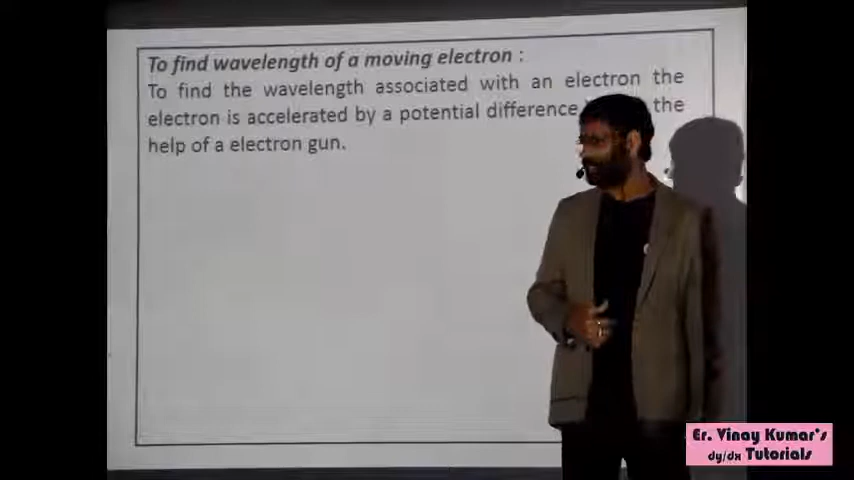 To find wavelength of a moving electron :
To find the wavelength associated with an electron the
electron is accelerated by a potential difference the
help of a electron gun.
Er. Vinay Kumar's
dy/dx Tutorials